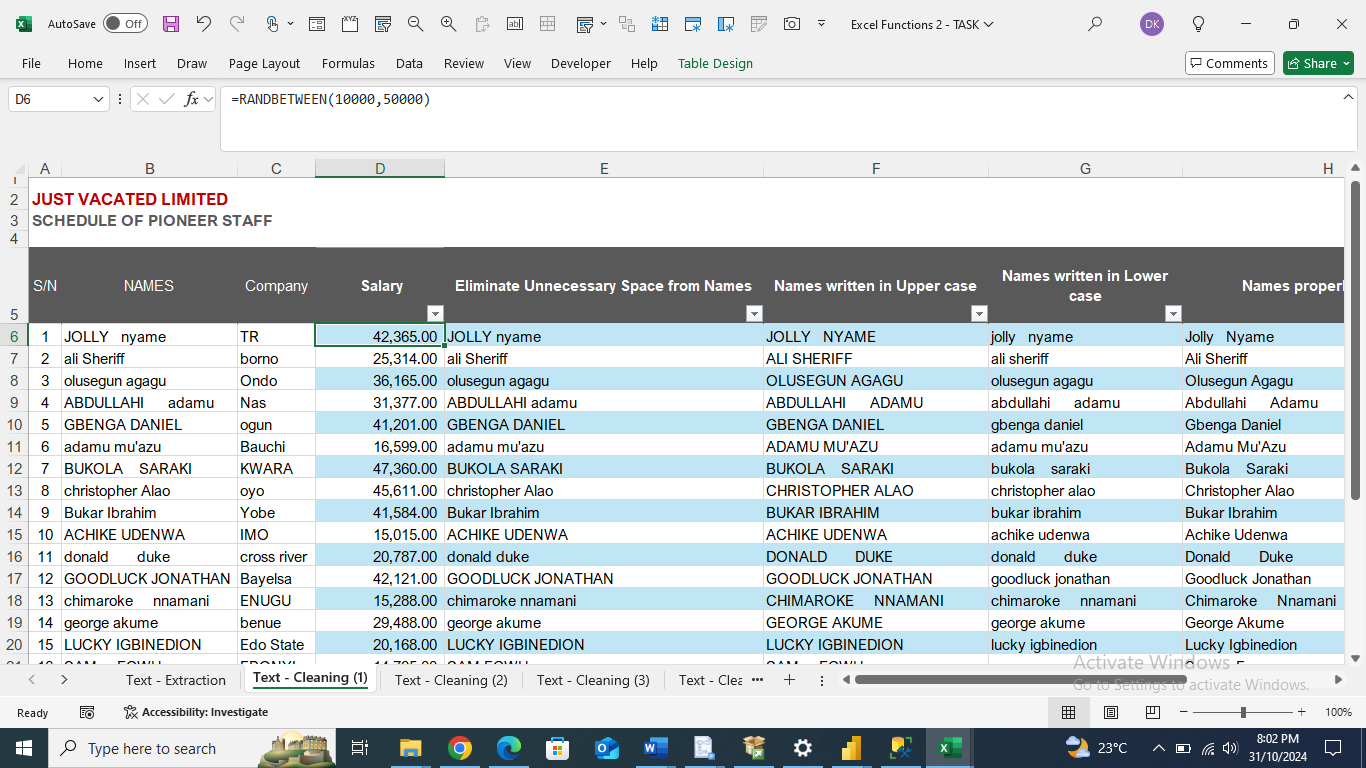 AutoSave Off Excel Functions 2 - TASK DK
File Home Insert Draw Page Layout Formulas Data Review View Developer Help Table Design Comments Share
D6 fx =RANDBETWEEN(10000,50000)
A B C D E F G H
2 JUST VACATED LIMITED
3 SCHEDULE OF PIONEER STAFF
4
5 S/N NAMES Company Salary Eliminate Unnecessary Space from Names Names written in Upper case Names written in Lower case Names properl
6 1 JOLLY   nyame TR 42,365.00 JOLLY nyame JOLLY   NYAME jolly   nyame Jolly   Nyame
7 2 ali Sheriff borno 25,314.00 ali Sheriff ALI SHERIFF ali sheriff Ali Sheriff
8 3 olusegun agagu Ondo 36,165.00 olusegun agagu OLUSEGUN AGAGU olusegun agagu Olusegun Agagu
9 4 ABDULLAHI      adamu Nas 31,377.00 ABDULLAHI adamu ABDULLAHI      ADAMU abdullahi      adamu Abdullahi      Adamu
10 5 GBENGA DANIEL ogun 41,201.00 GBENGA DANIEL GBENGA DANIEL gbenga daniel Gbenga Daniel
11 6 adamu mu'azu Bauchi 16,599.00 adamu mu'azu ADAMU MU'AZU adamu mu'azu Adamu Mu'Azu
12 7 BUKOLA    SARAKI KWARA 47,360.00 BUKOLA SARAKI BUKOLA    SARAKI bukola    saraki Bukola    Saraki
13 8 christopher Alao oyo 45,611.00 christopher Alao CHRISTOPHER ALAO christopher alao Christopher Alao
14 9 Bukar Ibrahim Yobe 41,584.00 Bukar Ibrahim BUKAR IBRAHIM bukar ibrahim Bukar Ibrahim
15 10 ACHIKE UDENWA IMO 15,015.00 ACHIKE UDENWA ACHIKE UDENWA achike udenwa Achike Udenwa
16 11 donald       duke cross river 20,787.00 donald duke DONALD       DUKE donald       duke Donald       Duke
17 12 GOODLUCK JONATHAN Bayelsa 42,121.00 GOODLUCK JONATHAN GOODLUCK JONATHAN goodluck jonathan Goodluck Jonathan
18 13 chimaroke     nnamani ENUGU 15,288.00 chimaroke nnamani CHIMAROKE     NNAMANI chimaroke     nnamani Chimaroke     Nnamani
19 14 george akume benue 29,488.00 george akume GEORGE AKUME george akume George Akume
20 15 LUCKY IGBINEDION Edo State 20,168.00 LUCKY IGBINEDION LUCKY IGBINEDION lucky igbinedion Lucky Igbinedion
Activate Windows
Go to Settings to activate Windows.
Text - Extraction Text - Cleaning (1) Text - Cleaning (2) Text - Cleaning (3) Text - Clea ...
Ready Accessibility: Investigate 100%
Type here to search 23°C 8:02 PM
31/10/2024